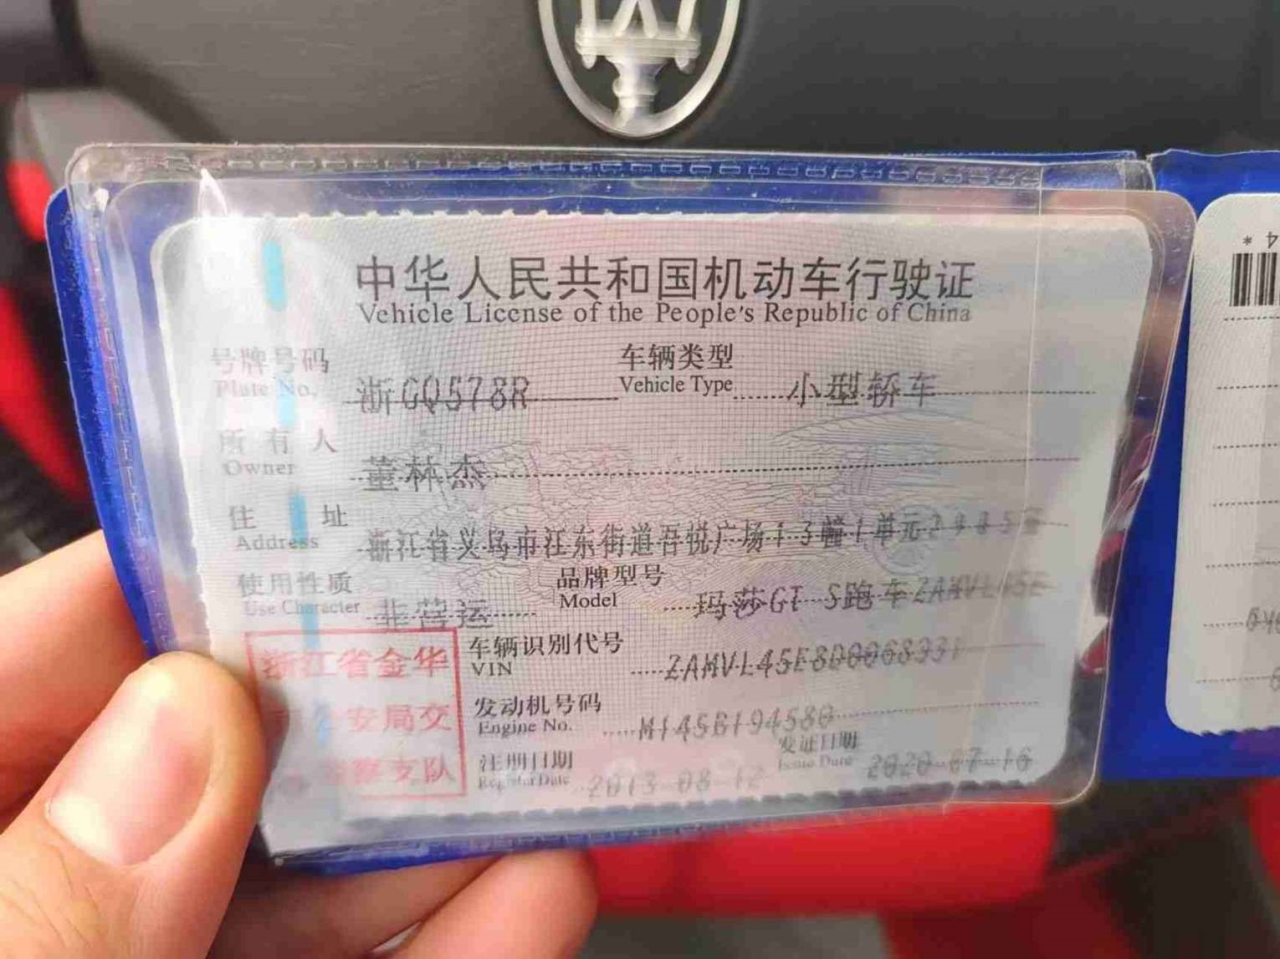 中华人民共和国机动车行驶证
Vehicle License of the People's Republic of China
号牌号码 浙GQ578R 车辆类型 小型轿车
Plate No. Vehicle Type
所有人 董林杰
Owner
住址 浙江省义乌市江东街道吾悦广场13幢1单元
Address
使用性质 非营运 品牌型号 玛莎GT S跑车ZAMVL45E
Use Character Model
浙江省金华 车辆识别代号
VIN
安局交 发动机号码 M145B194580
Engine No.
支队 注册日期 2013-08-12 发证日期 2020-07-16
Register Date Issue Date